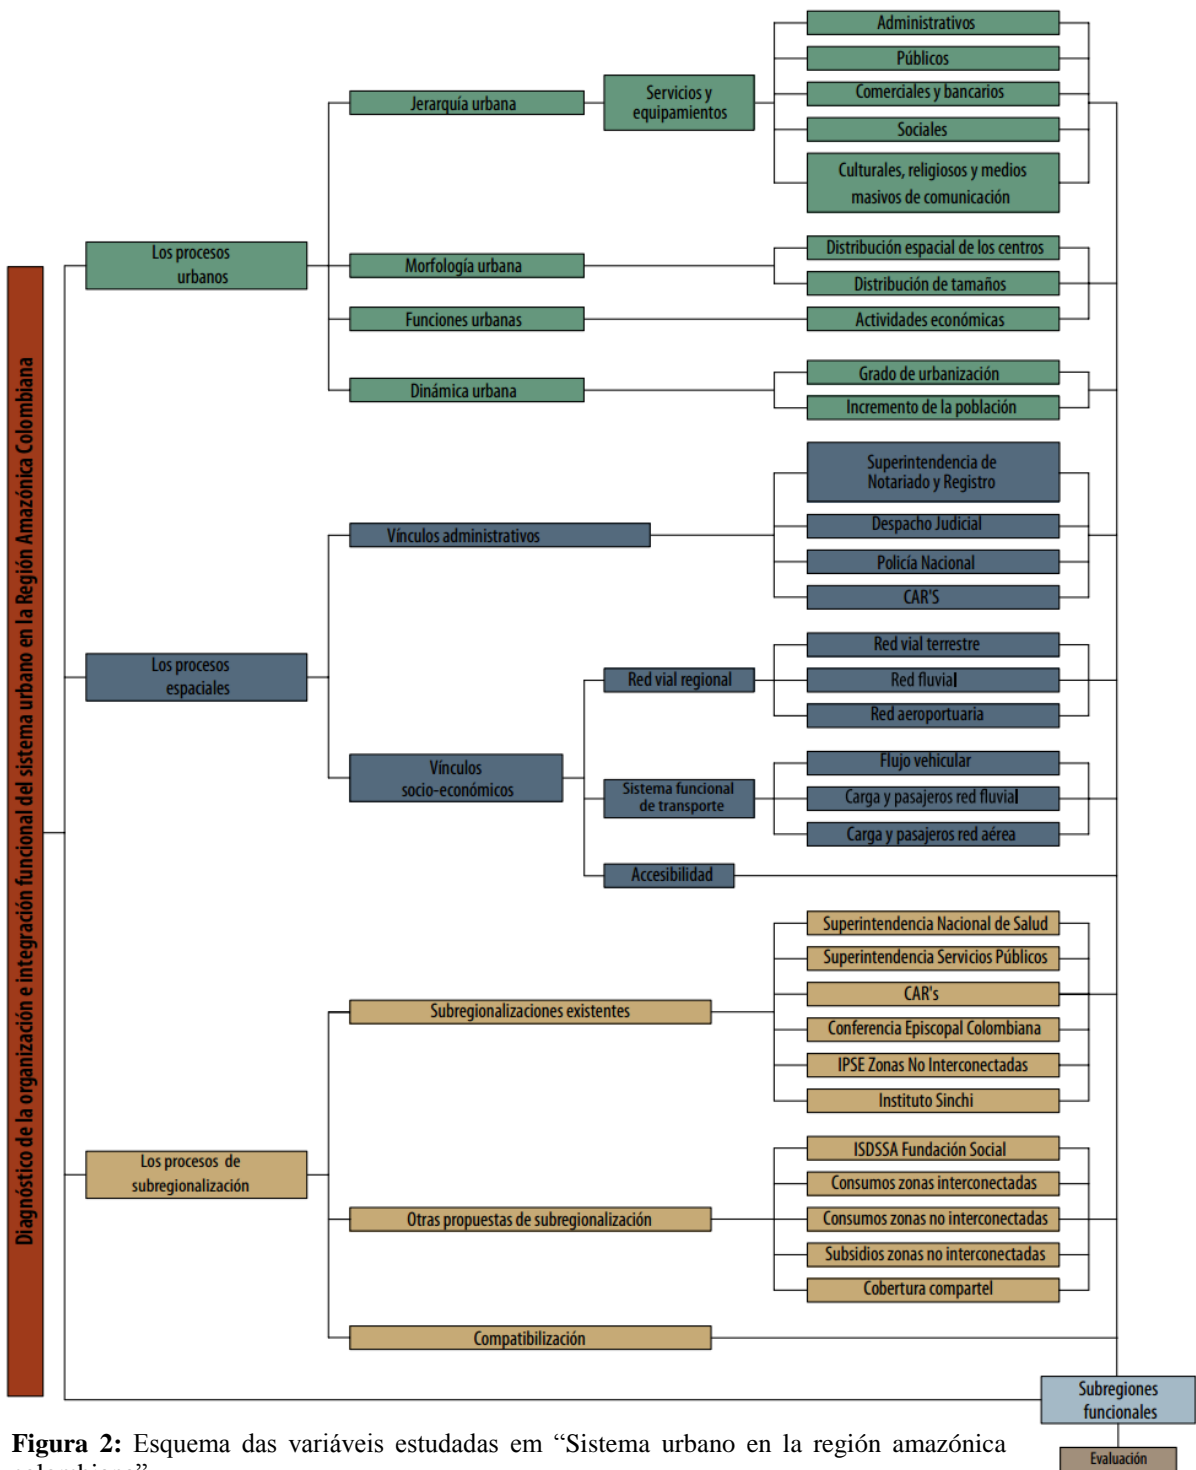 Diagnóstico de la organización e integración funcional del sistema urbano en la Región Amazónica Colombiana
Los procesos
urbanos
Jerarquía urbana
Servicios y
equipamientos
Administrativos
Públicos
Comerciales y bancarios
Sociales
Culturales, religiosos y medios
masivos de comunicación
Morfología urbana
Distribución espacial de los centros
Distribución de tamaños
Funciones urbanas
Actividades económicas
Dinámica urbana
Grado de urbanización
Incremento de la población
Los procesos
espaciales
Vínculos administrativos
Superintendencia de
Notariado y Registro
Despacho Judicial
Policía Nacional
CAR'S
Vínculos
socio-económicos
Red vial regional
Red vial terrestre
Red fluvial
Red aeroportuaria
Sistema funcional
de transporte
Flujo vehicular
Carga y pasajeros red fluvial
Carga y pasajeros red aérea
Accesibilidad
Los procesos de
subregionalización
Subregionalizaciones existentes
Superintendencia Nacional de Salud
Superintendencia Servicios Públicos
CAR's
Conferencia Episcopal Colombiana
IPSE Zonas No Interconectadas
Instituto Sinchi
Otras propuestas de subregionalización
ISDSSA Fundación Social
Consumos zonas interconectadas
Consumos zonas no interconectadas
Subsidios zonas no interconectadas
Cobertura compartel
Compatibilización
Subregiones
funcionales
Evaluación
Figura 2: Esquema das variáveis estudadas em “Sistema urbano en la región amazónica